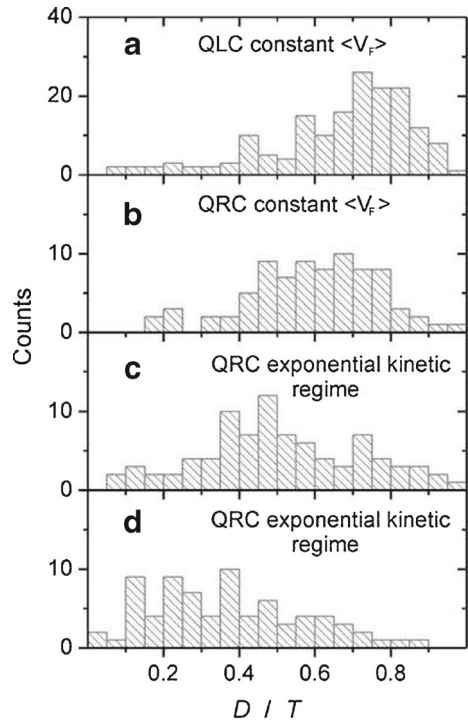 a
QLC constant <V_F>
40
20
0
b
QRC constant <V_F>
10
0
Counts
c
QRC exponential kinetic
regime
10
0
d
QRC exponential kinetic
regime
10
0
0.2 0.4 0.6 0.8
D / T